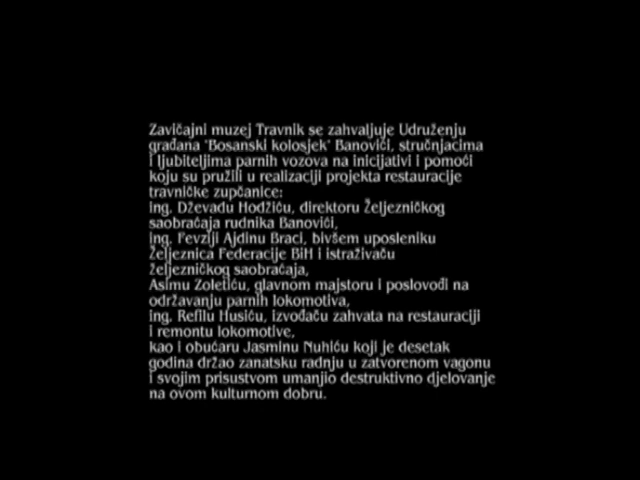 Zavičajni muzej Travnik se zahvaljuje Udruženju
građana "Bosanski kolosjek" Banovići, stručnjacima
i ljubiteljima parnih vozova na inicijativi i pomoći
koju su pružili u realizaciji projekta restauracije
travničke zupčanice:
ing. Dževadu Hodžiću, direktoru Željezničkog
saobraćaja rudnika Banovići,
ing. Fevziji Ajdinu Braci, bivšem uposleniku
Željeznica Federacije BiH i istraživaču
željezničkog saobraćaja,
Asimu Zoletiću, glavnom majstoru i poslovođi na
održavanju parnih lokomotiva,
ing. Refilu Husiću, izvođaču zahvata na restauraciji
i remontu lokomotive,
kao i obućaru Jasminu Nuhiću koji je desetak
godina držao zanatsku radnju u zatvorenom vagonu
i svojim prisustvom umanjio destruktivno djelovanje
na ovom kulturnom dobru.